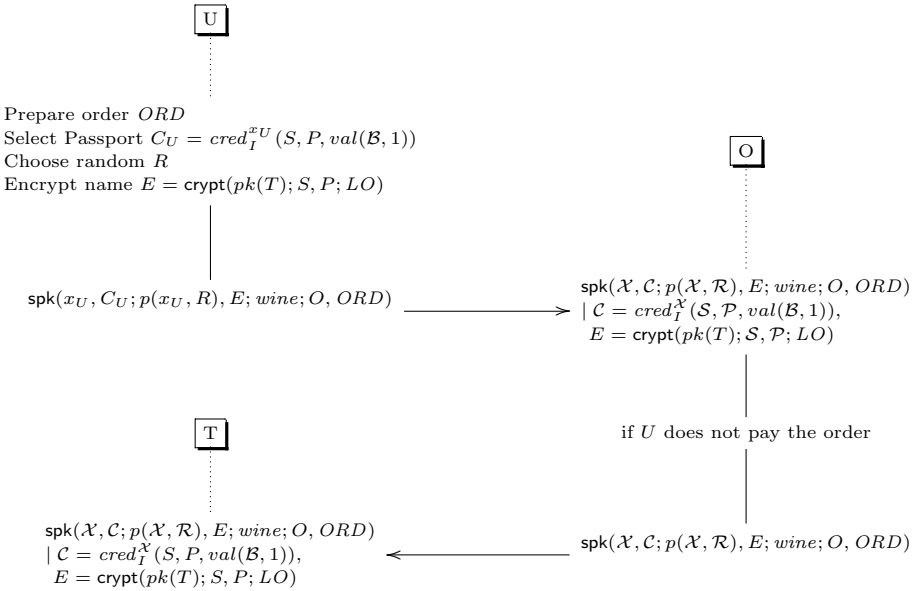 U
Prepare order ORD
Select Passport C_U = cred_I^{x_U}(S, P, val(ℬ, 1))
Choose random R
Encrypt name E = crypt(pk(T); S, P; LO)
O
spk(x_U, C_U; p(x_U, R), E; wine; O, ORD)
spk(𝒳, 𝒞; p(𝒳, ℛ), E; wine; O, ORD)
| 𝒞 = cred_I^𝒳(𝒮, 𝒫, val(ℬ, 1)),
E = crypt(pk(T); 𝒮, 𝒫; LO)
if U does not pay the order
T
spk(𝒳, 𝒞; p(𝒳, ℛ), E; wine; O, ORD)
spk(𝒳, 𝒞; p(𝒳, ℛ), E; wine; O, ORD)
| 𝒞 = cred_I^𝒳(S, P, val(ℬ, 1)),
E = crypt(pk(T); S, P; LO)